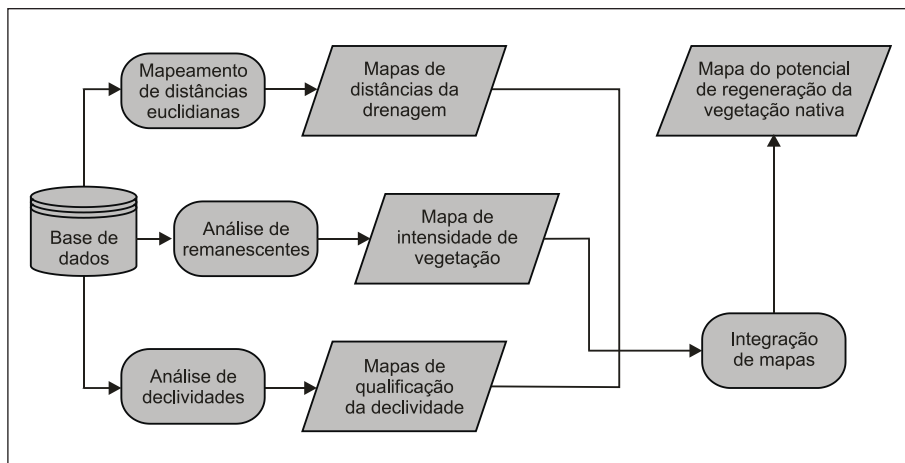 Mapeamento
de distâncias
euclidianas
Mapas de
distâncias da
drenagem
Mapa do potencial
de regeneração da
vegetação nativa
Base de
dados
Análise de
remanescentes
Mapa de
intensidade de
vegetação
Integração
de mapas
Análise de
declividades
Mapas de
qualificação
da declividade